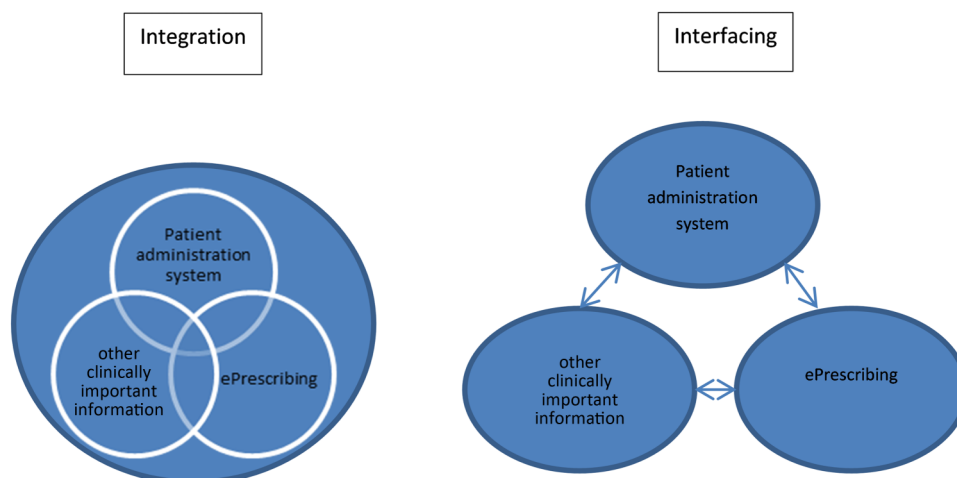 Integration
Patient
administration
system
other
clinically
important
information
ePrescribing
Interfacing
Patient
administration
system
other
clinically
important
information
ePrescribing